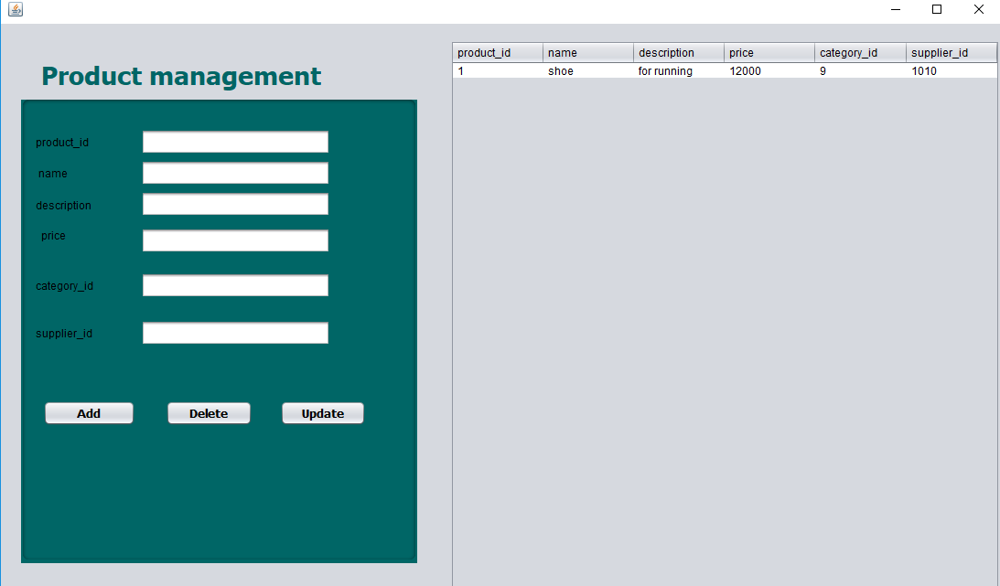 Product management
product_id
name
description
price
category_id
supplier_id
Add Delete Update
product_id name description price category_id supplier_id
1 shoe for running 12000 9 1010